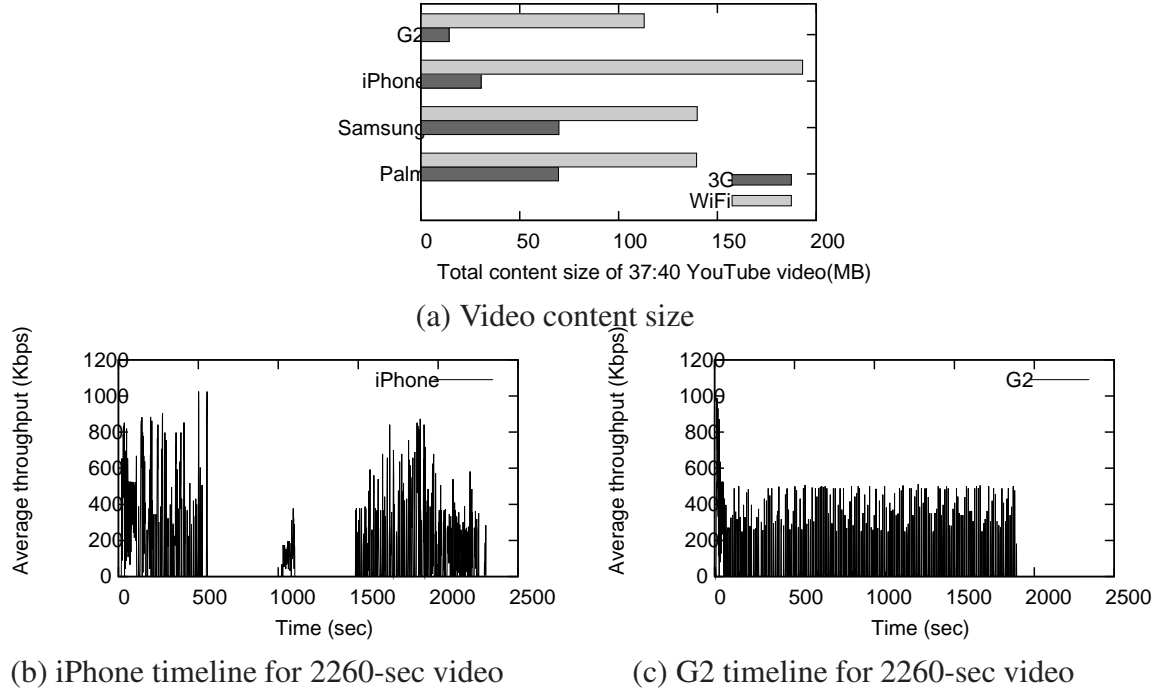 G2
iPhone
Samsung
Palm
3G
WiFi
0 50 100 150 200
Total content size of 37:40 YouTube video(MB)
(a) Video content size
Average throughput (Kbps)
1200
1000
800
600
400
200
0
iPhone
0 500 1000 1500 2000 2500
Time (sec)
(b) iPhone timeline for 2260-sec video
Average throughput (Kbps)
1200
1000
800
600
400
200
0
G2
0 500 1000 1500 2000 2500
Time (sec)
(c) G2 timeline for 2260-sec video